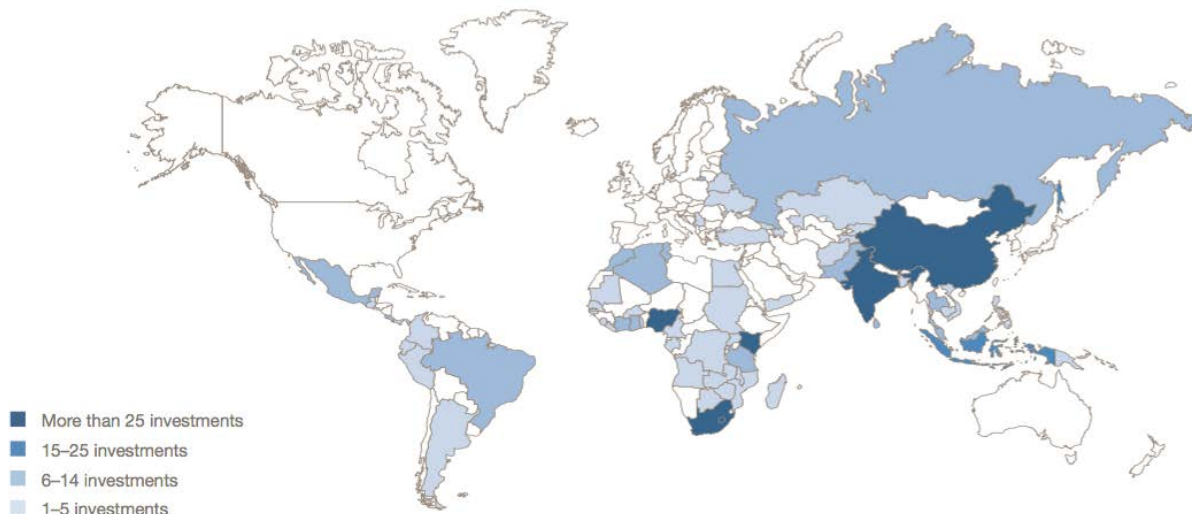 More than 25 investments
15–25 investments
6–14 investments
1–5 investments